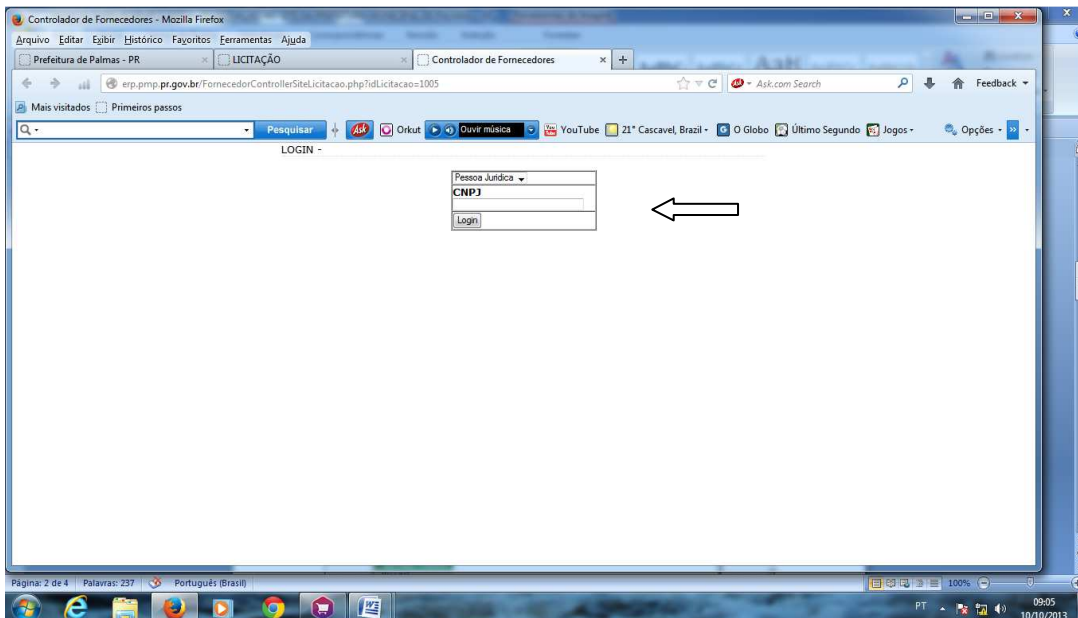 Controlador de Fornecedores - Mozilla Firefox
Arquivo Editar Exibir Histórico Favoritos Ferramentas Ajuda
Prefeitura de Palmas - PR × LICITAÇÃO × Controlador de Fornecedores × +
erp.pmp.pr.gov.br/FornecedorControllerSiteLicitacao.php?idLicitacao=1005 Ask.com Search Feedback
Mais visitados Primeiros passos
Pesquisar Ask Orkut Ouvir música YouTube 21° Cascavel, Brazil O Globo Último Segundo Jogos Opções »
LOGIN -
Pessoa Jurídica
CNPJ
Login
Página: 2 de 4 Palavras: 237 Português (Brasil) 100%
PT 09:05
10/10/2013